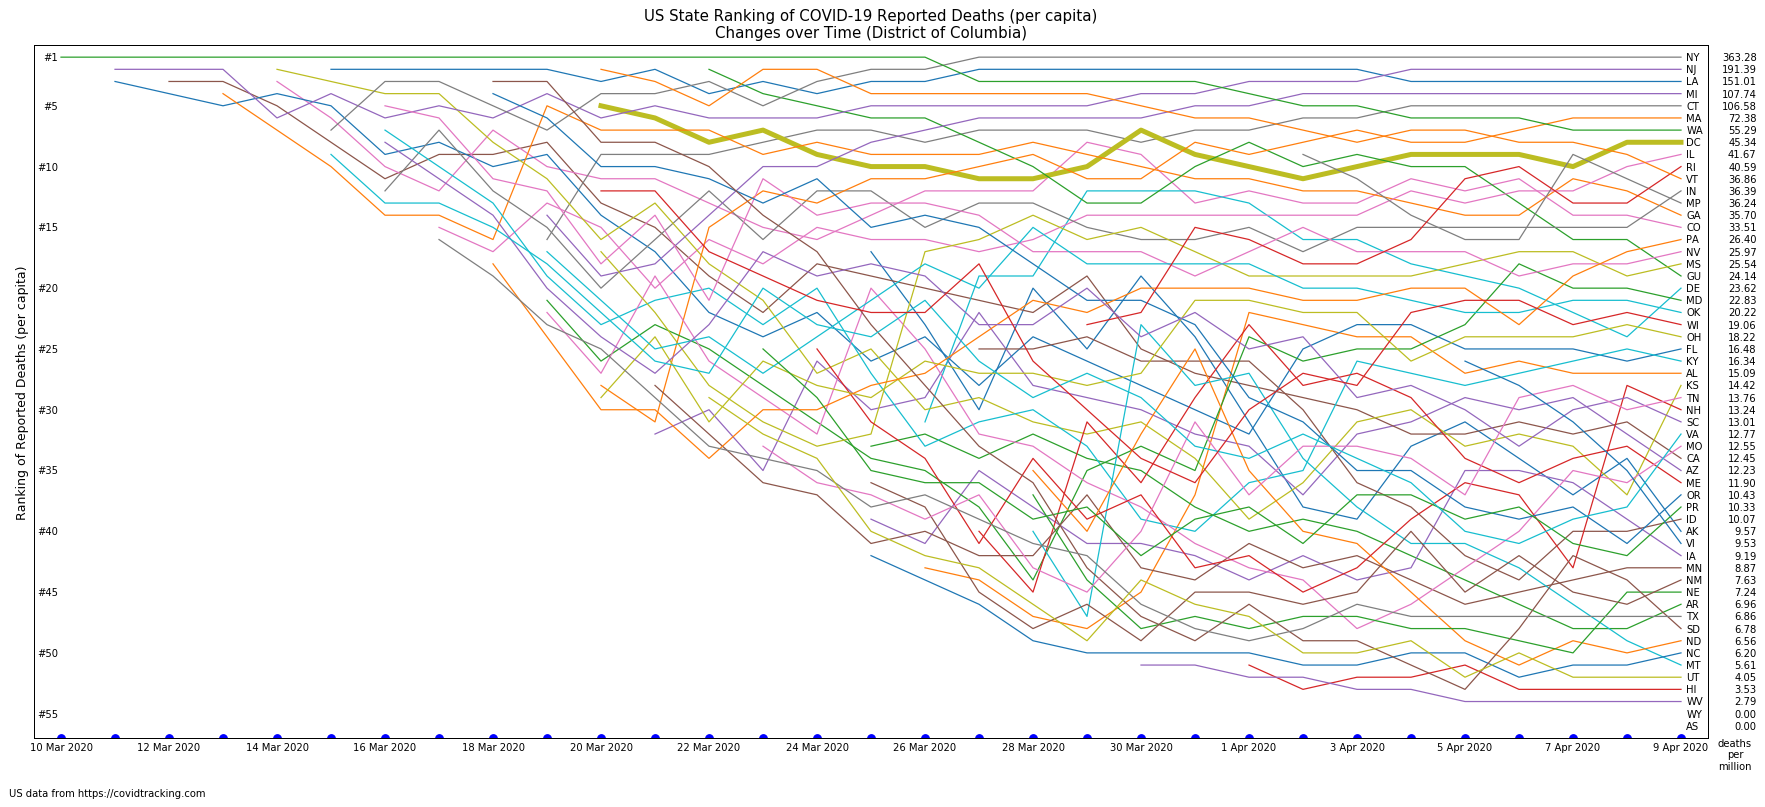 US State Ranking of COVID-19 Reported Deaths (per capita)
Changes over Time (District of Columbia)
Ranking of Reported Deaths (per capita)
#1
#5
#10
#15
#20
#25
#30
#35
#40
#45
#50
#55
NY 363.28
NJ 191.39
LA 151.01
MI 107.74
CT 106.58
MA 72.38
WA 55.29
DC 45.34
IL 41.67
RI 40.59
VT 36.86
IN 36.39
MP 36.24
GA 35.70
CO 33.51
PA 26.40
NV 25.97
MS 25.54
GU 24.14
DE 23.62
MD 22.83
OK 20.22
WI 19.06
OH 18.22
FL 16.48
KY 16.34
AL 15.09
KS 14.42
TN 13.76
NH 13.24
SC 13.01
VA 12.77
MO 12.55
CA 12.45
AZ 12.23
ME 11.90
OR 10.43
PR 10.33
ID 10.07
AK 9.57
VI 9.53
IA 9.19
MN 8.87
NM 7.63
NE 7.24
AR 6.96
TX 6.86
SD 6.78
ND 6.56
NC 6.20
MT 5.61
UT 4.05
HI 3.53
WV 2.79
WY 0.00
AS 0.00
10 Mar 2020 12 Mar 2020 14 Mar 2020 16 Mar 2020 18 Mar 2020 20 Mar 2020 22 Mar 2020 24 Mar 2020 26 Mar 2020 28 Mar 2020 30 Mar 2020 1 Apr 2020 3 Apr 2020 5 Apr 2020 7 Apr 2020 9 Apr 2020
deaths
per
million
US data from https://covidtracking.com